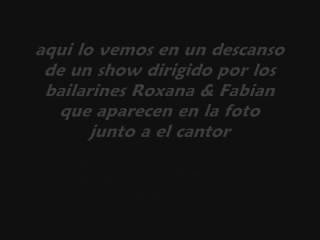 aqui lo vemos en un descanso
de un show dirigido por los
bailarines Roxana & Fabian
que aparecen en la foto
junto a el cantor